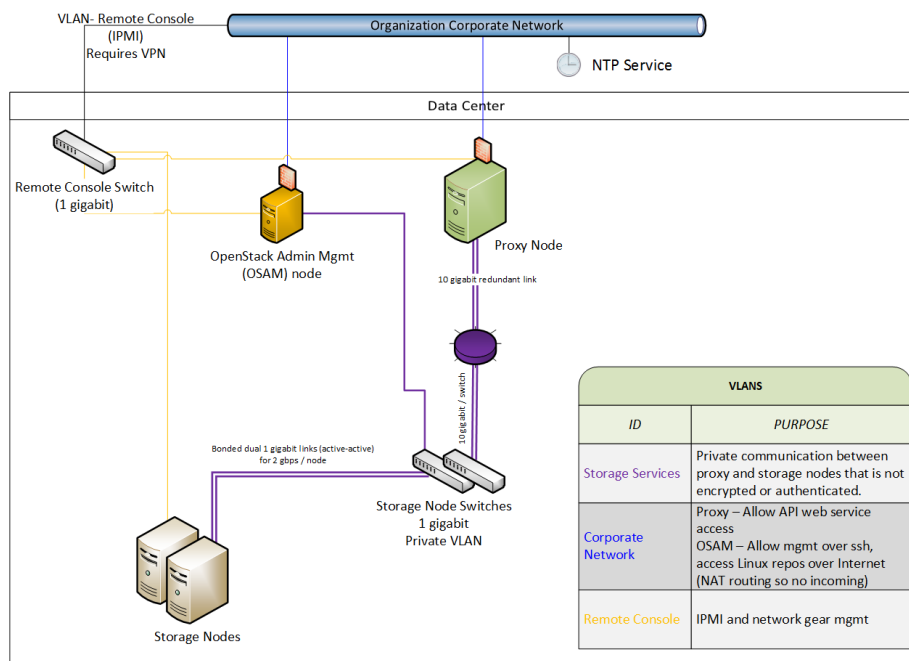 VLAN- Remote Console
(IPMI)
Requires VPN
Organization Corporate Network
NTP Service
Data Center
Remote Console Switch
(1 gigabit)
OpenStack Admin Mgmt
(OSAM) node
Proxy Node
10 gigabit redundant link
10 gigabit / switch
Bonded dual 1 gigabit links (active-active)
for 2 gbps / node
Storage Node Switches
1 gigabit
Private VLAN
Storage Nodes
VLANS
ID
PURPOSE
Storage Services
Private communication between
proxy and storage nodes that is not
encrypted or authenticated.
Corporate
Network
Proxy – Allow API web service
access
OSAM – Allow mgmt over ssh,
access Linux repos over Internet
(NAT routing so no incoming)
Remote Console
IPMI and network gear mgmt